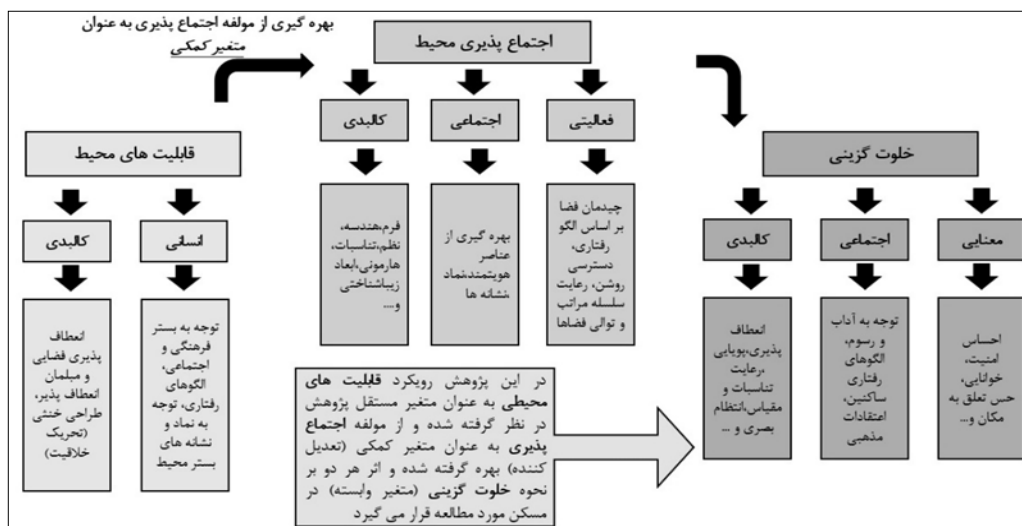 بهره گیری از مولفه اجتماع پذیری به عنوان
متغیر کمکی
اجتماع پذیری محیط
فعالیتی
اجتماعی
کالبدی
چیدمان فضا
بر اساس الگو
رفتاری،
دسترسی
روشن، رعایت
سلسله مراتب
و توالی فضاها
بهره گیری از
عناصر
هویتمند،نماد
،نشانه ها
فرم،هندسه،
نظم،تناسبات،
هارمونی،ابعاد
زیباشناختی
و....
خلوت گزینی
معنایی
اجتماعی
کالبدی
احساس
امنیت،
خوانایی،
حس تعلق به
مکان و...
توجه به آداب
و رسوم،
الگوهای
رفتاری
ساکنین،
اعتقادات
مذهبی
انعطاف
پذیری،پویایی
،رعایت
تناسبات و
مقیاس،انتظام
بصری و ...
قابلیت های محیط
انسانی
کالبدی
توجه به بستر
فرهنگی و
اجتماعی،
الگوهای
رفتاری، توجه
به نماد و
نشانه های
بستر محیط
انعطاف
پذیری فضایی
و مبلمان
انعطاف پذیر،
طراحی خنثی
(تحریک
خلاقیت)
در این پژوهش رویکرد قابلیت های
محیطی به عنوان متغیر مستقل پژوهش
در نظر گرفته شده و از مولفه اجتماع
پذیری به عنوان متغیر کمکی (تعدیل
کننده) بهره گرفته شده و اثر هر دو بر
نحوه خلوت گزینی (متغیر وابسته) در
مسکن مورد مطالعه قرار می گیرد